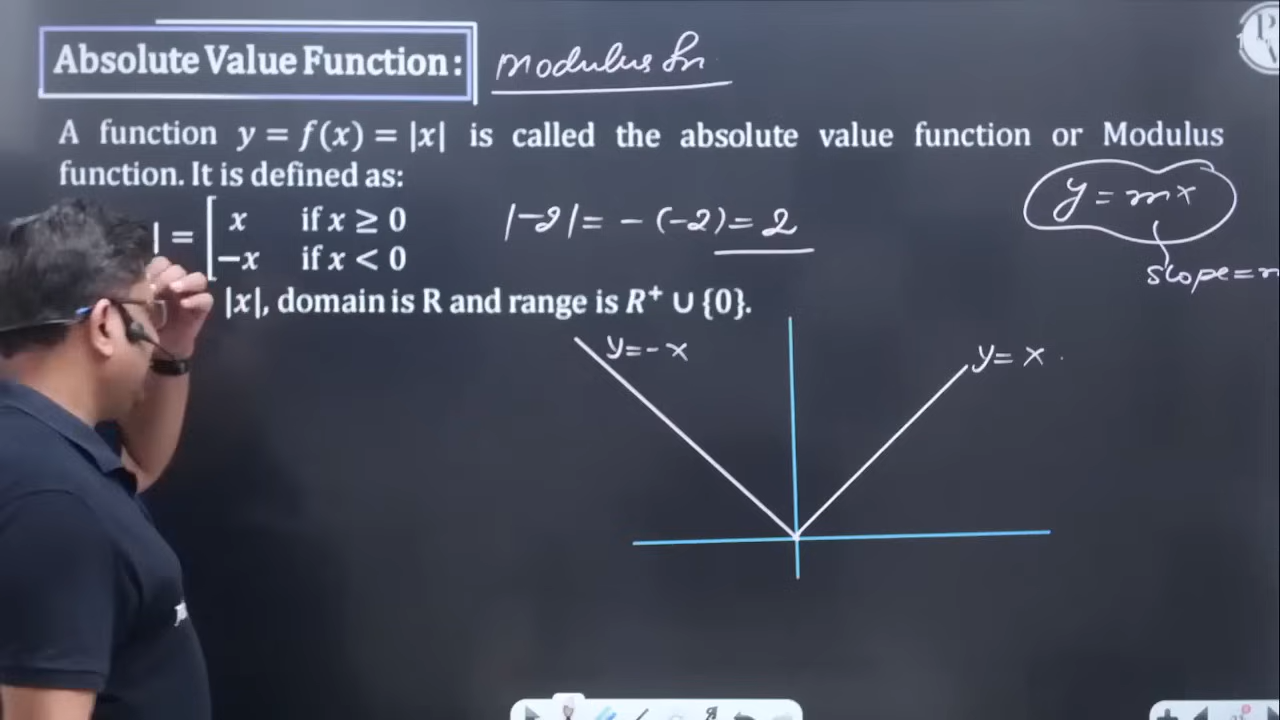 Absolute Value Function:
modulus fn.
A function y = f(x) = |x| is called the absolute value function or Modulus
function. It is defined as:
y = mx
slope = m
| = [ x if x ≥ 0
−x if x < 0
|−2| = − (−2) = 2
|x|, domain is R and range is R⁺ ∪ {0}.
y = − x
y = x